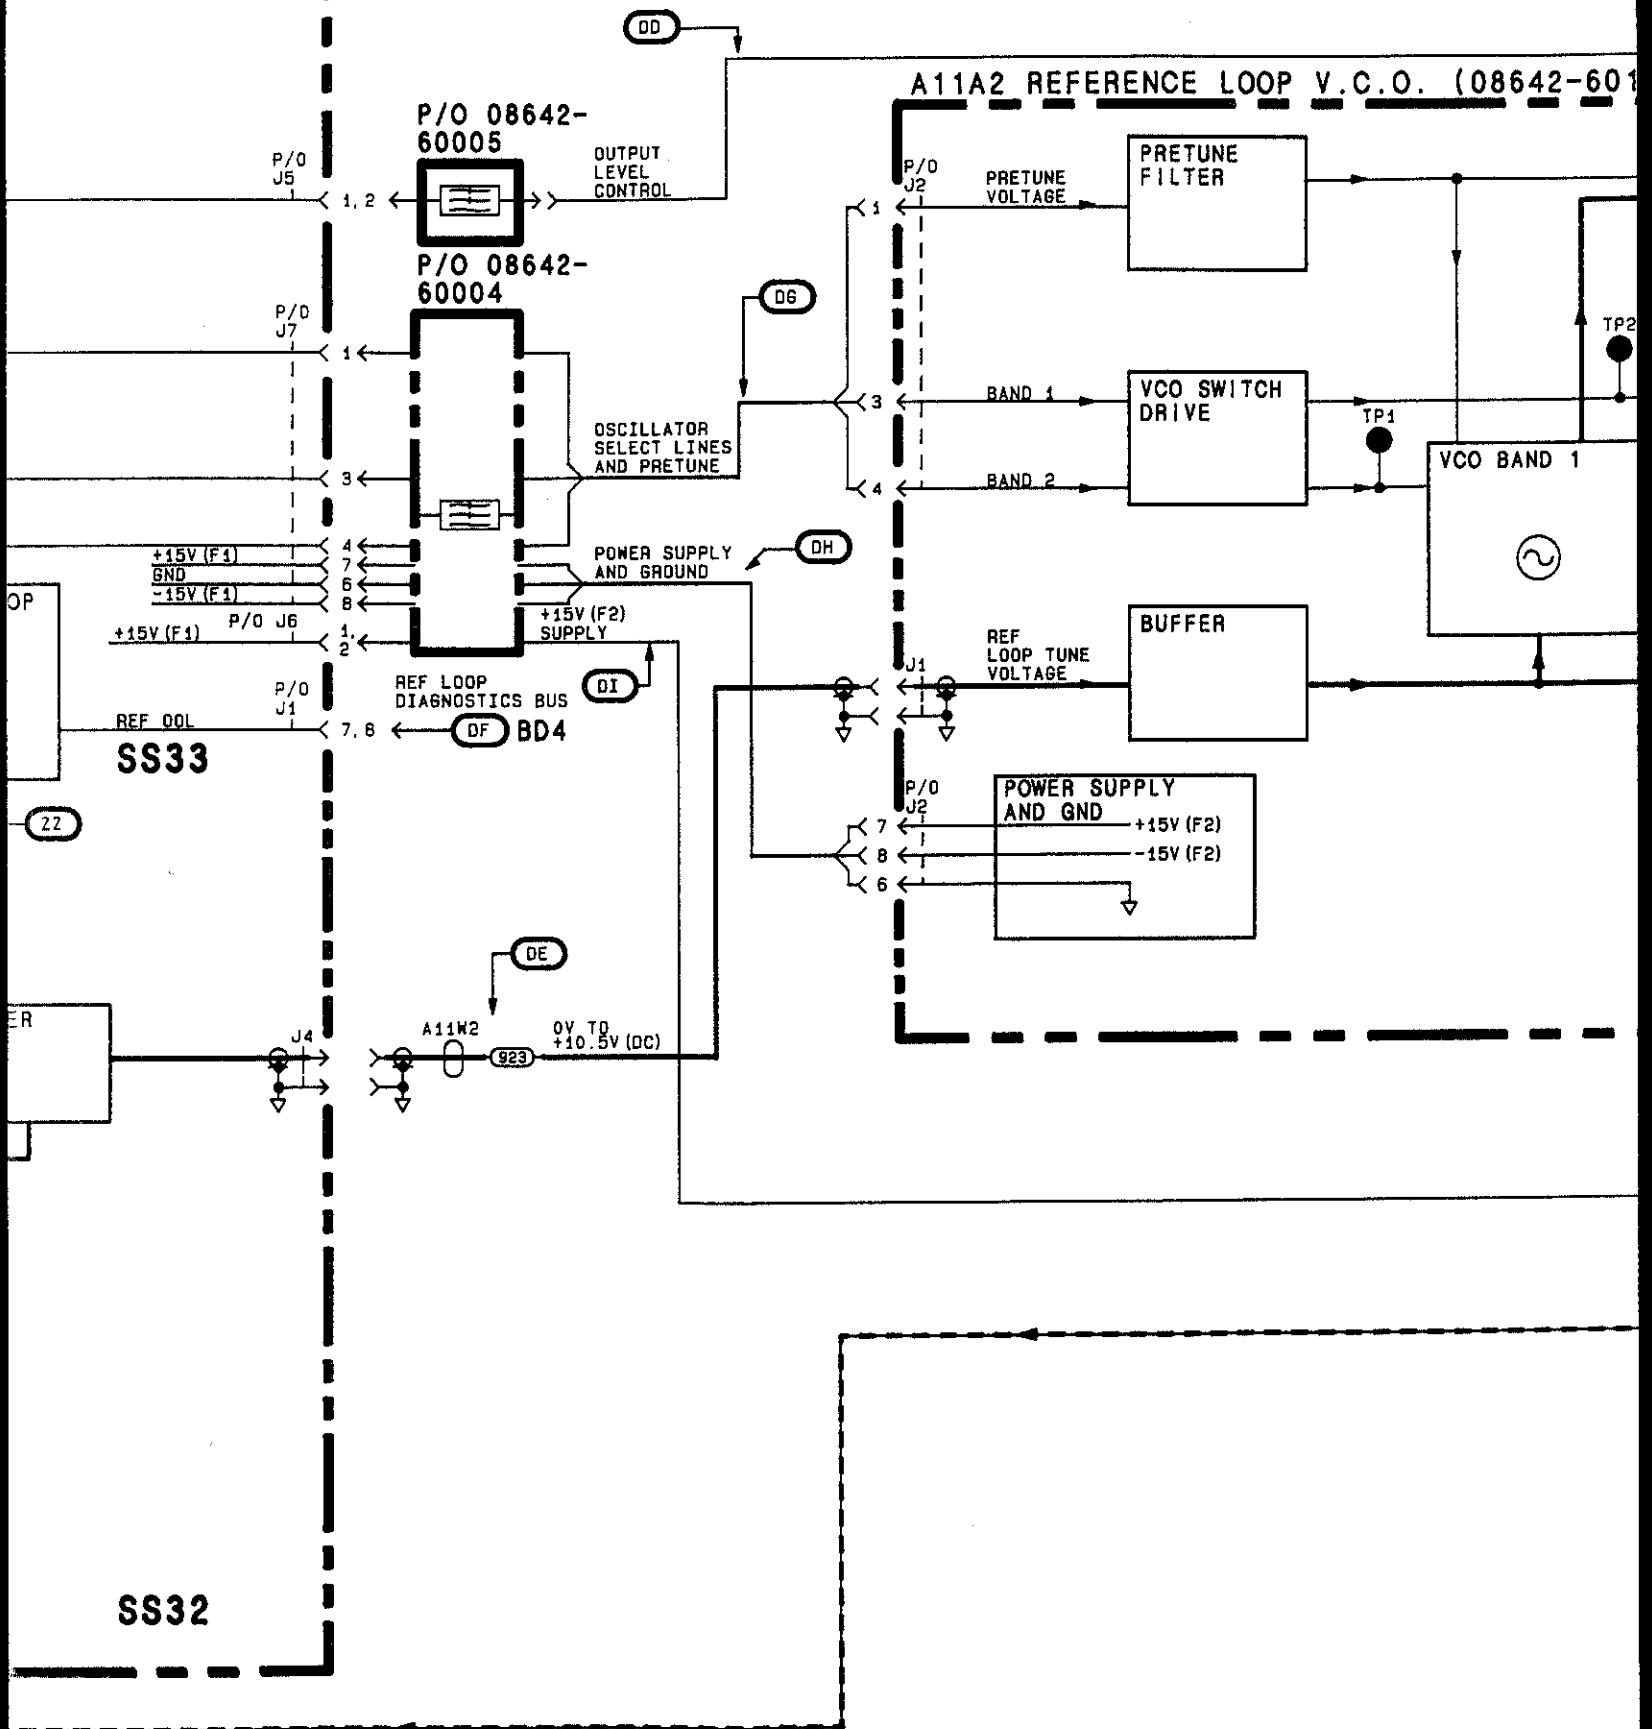 DD
A11A2 REFERENCE LOOP V.C.O. (08642-601
P/O 08642-
60005
P/O
J5
1, 2
OUTPUT
LEVEL
CONTROL
P/O
J2
1
PRETUNE
VOLTAGE
PRETUNE
FILTER
P/O 08642-
60004
P/O
J7
1
DG
TP2
3
BAND 1
VCO SWITCH
DRIVE
TP1
OSCILLATOR
SELECT LINES
AND PRETUNE
3
4
BAND 2
VCO BAND 1
4
+15V (F1)
7
GND
6
-15V (F1)
8
POWER SUPPLY
AND GROUND
DH
OP
P/O J6
+15V (F1)
1,
2
+15V (F2)
SUPPLY
BUFFER
REF
LOOP TUNE
VOLTAGE
J1
P/O
J1
REF LOOP
DIAGNOSTICS BUS
DI
REF OOL
7, 8
DF
BD4
SS33
ZZ
P/O
J2
POWER SUPPLY
AND GND
7
+15V (F2)
8
-15V (F2)
6
DE
ER
J4
A11W2
923
0V TO
+10.5V (DC)
SS32